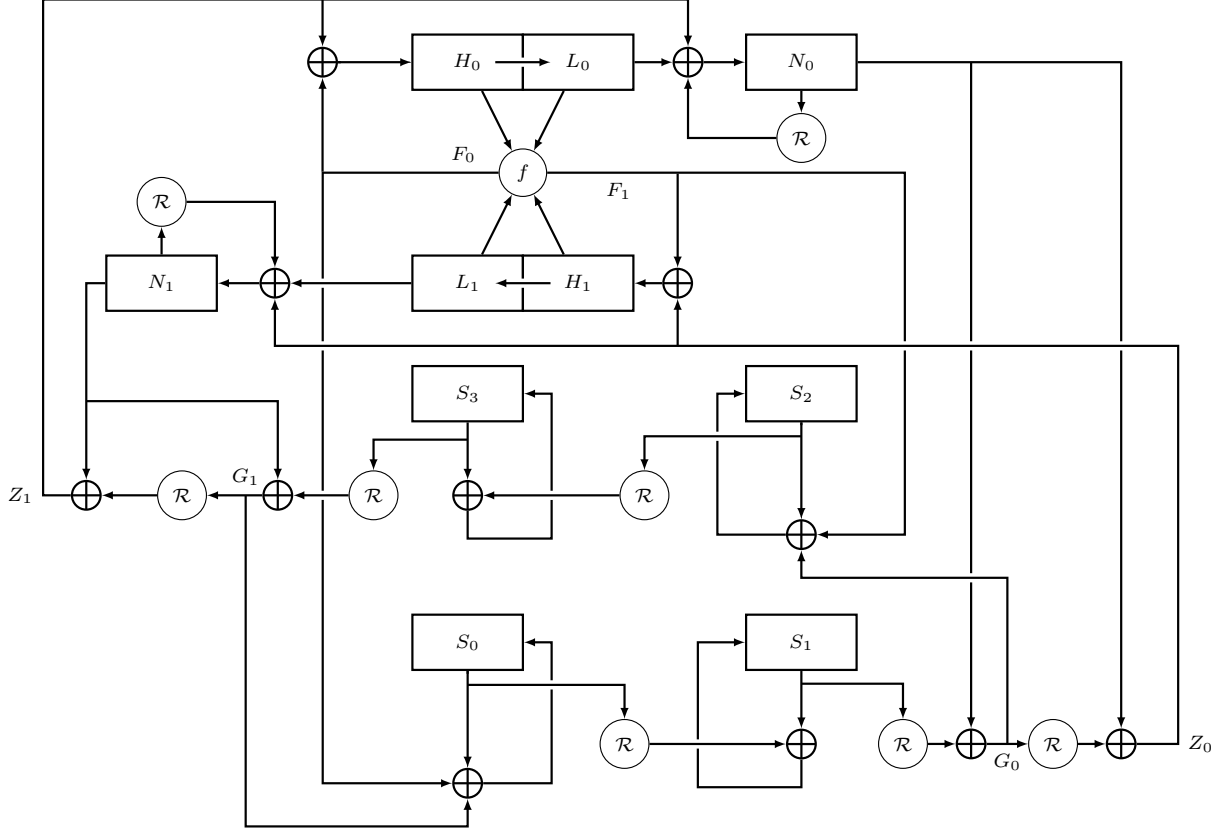 H₀ L₀ N₀
ℛ
F₀ f F₁
ℛ
N₁ L₁ H₁
S₃ S₂
Z₁ ℛ G₁ ℛ ℛ
S₀ S₁
ℛ ℛ G₀ ℛ Z₀